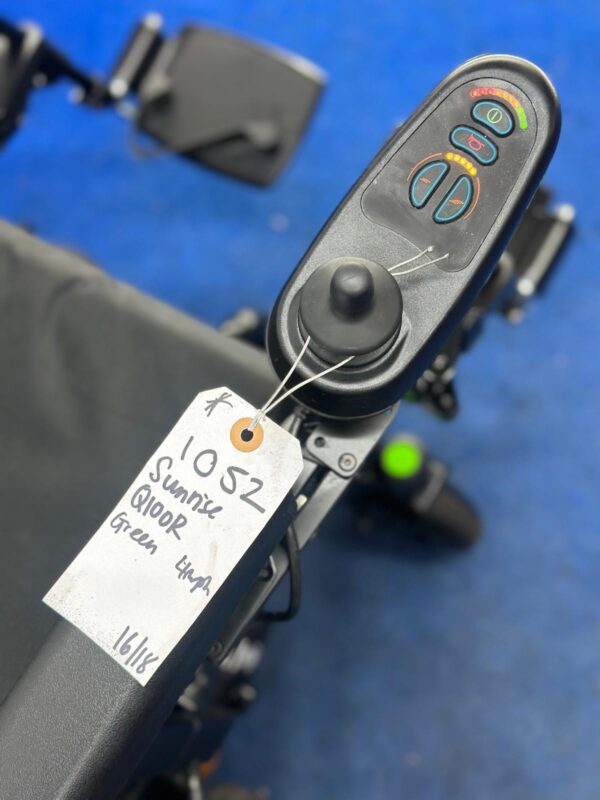 *
1052
Sunrise
Q100R
Green
4mph
16/18